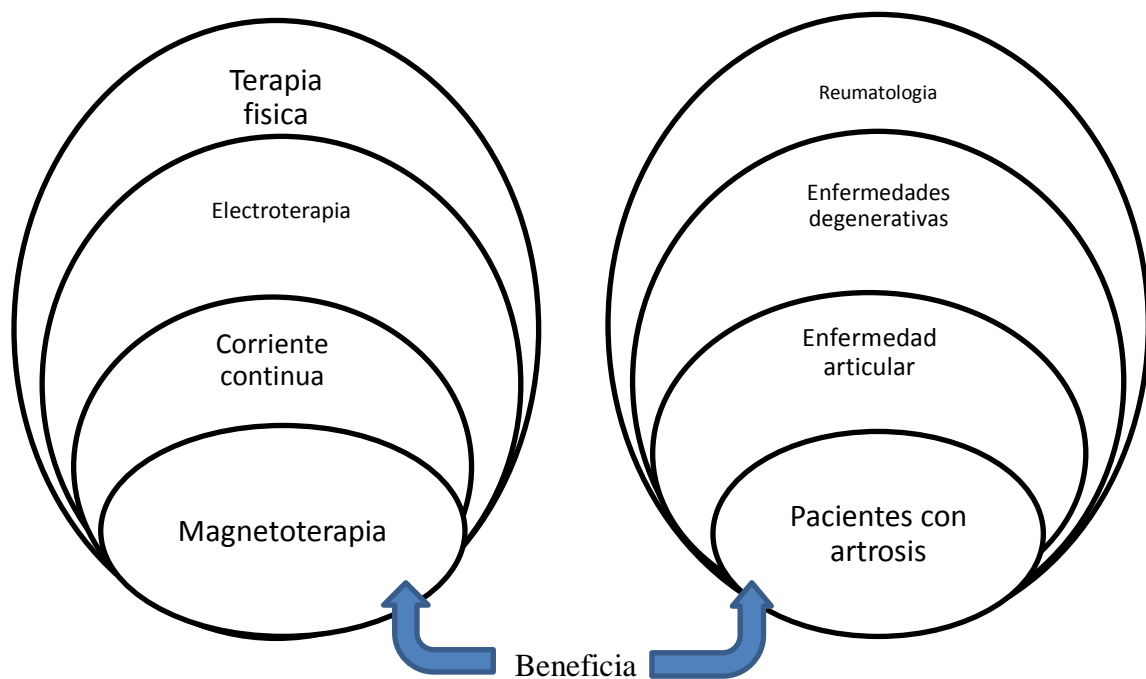 Terapia
fisica
Electroterapia
Corriente
continua
Magnetoterapia
Reumatologia
Enfermedades
degenerativas
Enfermedad
articular
Pacientes con
artrosis
Beneficia